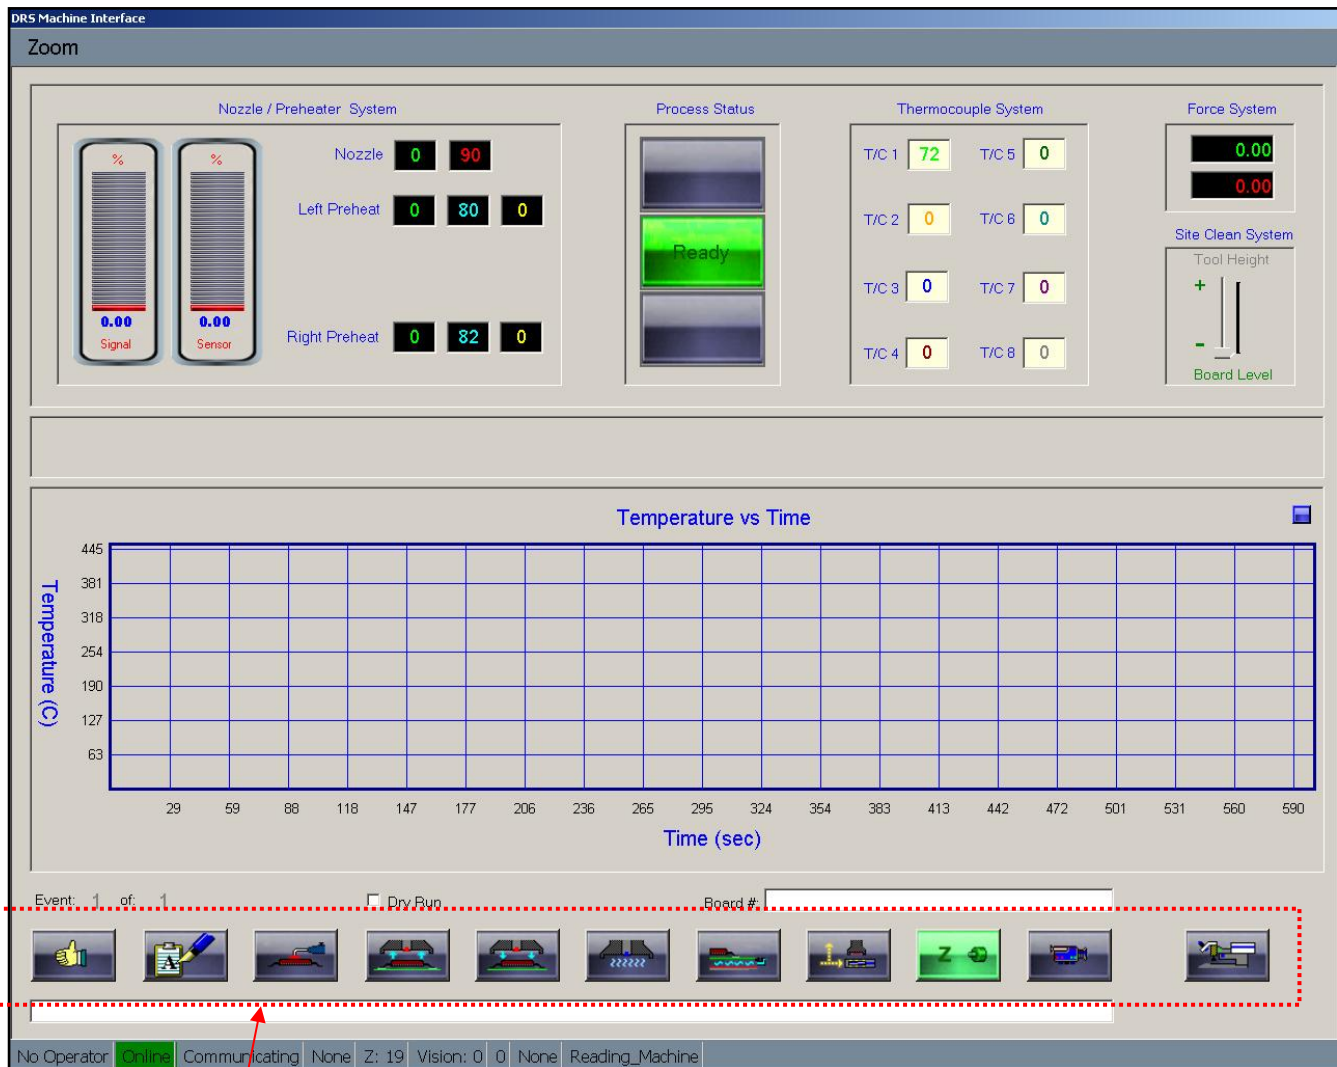 DRS Machine Interface
Zoom
Nozzle / Preheater System
Process Status
Thermocouple System
Force System
%
%
Nozzle 0 90
Left Preheat 0 80 0
Right Preheat 0 82 0
0.00
Signal
0.00
Sensor
Ready
T/C 1 72 T/C 5 0
T/C 2 0 T/C 6 0
T/C 3 0 T/C 7 0
T/C 4 0 T/C 8 0
0.00
0.00
Site Clean System
Tool Height
+
-
Board Level
Temperature vs Time
Temperature (C)
445
381
318
254
190
127
63
29 59 88 118 147 177 206 236 265 295 324 354 383 413 442 472 501 531 560 590
Time (sec)
Event: 1 of: 1 Dry Run Board #:
A
Z
No Operator Online Communicating None Z: 19 Vision: 0 0 None Reading_Machine